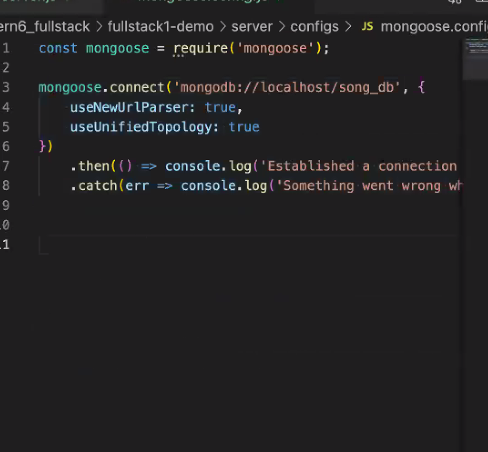 ern6_fullstack > fullstack1-demo > server > configs > JS mongoose.confi
1 const mongoose = require('mongoose');
2
3 mongoose.connect('mongodb://localhost/song_db', {
4 useNewUrlParser: true,
5 useUnifiedTopology: true
6 })
7 .then(() => console.log('Established a connection
8 .catch(err => console.log('Something went wrong wh
9
10
11